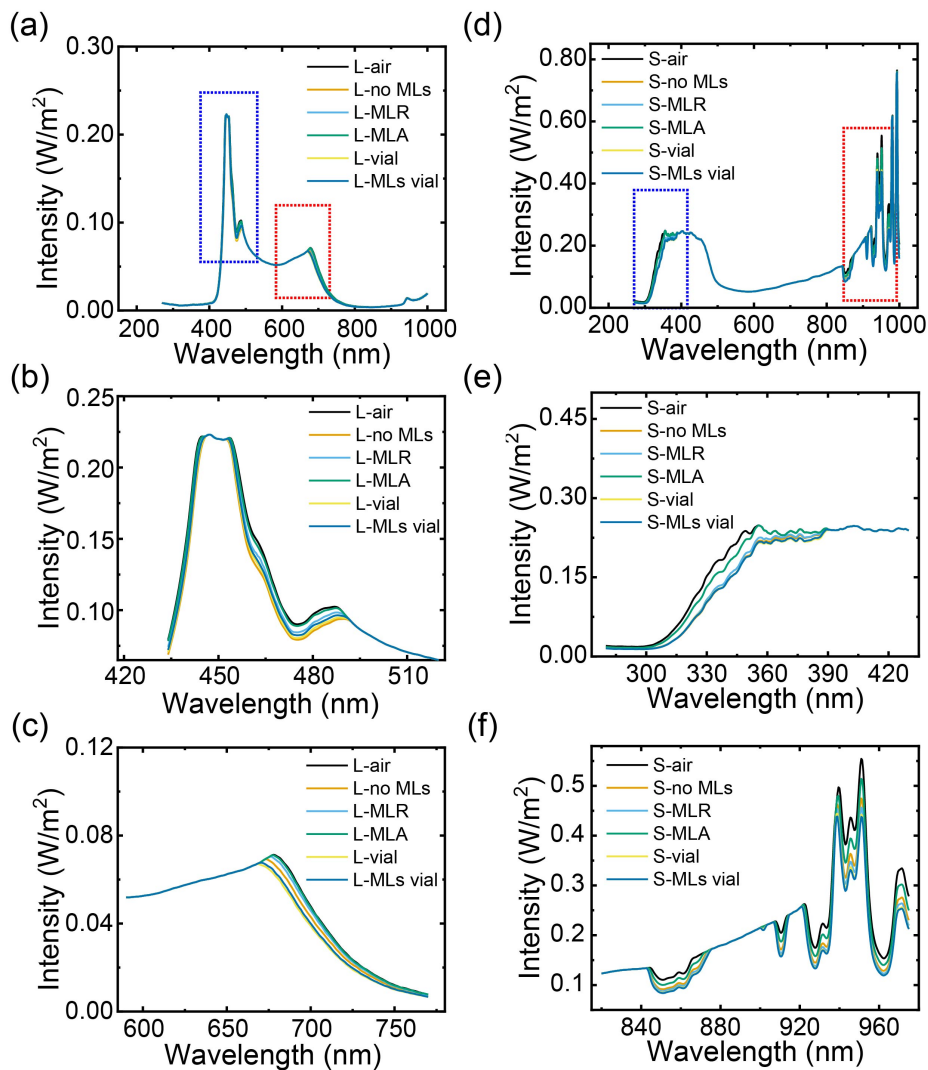 (a)
0.30
0.20
0.10
0.00
Intensity (W/m²)
L-air
L-no MLs
L-MLR
L-MLA
L-vial
L-MLs vial
200 400 600 800 1000
Wavelength (nm)
(d)
0.80
0.60
0.40
0.20
0.00
Intensity (W/m²)
S-air
S-no MLs
S-MLR
S-MLA
S-vial
S-MLs vial
200 400 600 800 1000
Wavelength (nm)
(b)
0.25
0.20
0.15
0.10
Intensity (W/m²)
L-air
L-no MLs
L-MLR
L-MLA
L-vial
L-MLs vial
420 450 480 510
Wavelength (nm)
(e)
0.45
0.30
0.15
0.00
Intensity (W/m²)
S-air
S-no MLs
S-MLR
S-MLA
S-vial
S-MLs vial
300 330 360 390 420
Wavelength (nm)
(c)
0.12
0.08
0.04
0.00
Intensity (W/m²)
L-air
L-no MLs
L-MLR
L-MLA
L-vial
L-MLs vial
600 650 700 750
Wavelength (nm)
(f)
0.5
0.4
0.3
0.2
0.1
Intensity (W/m²)
S-air
S-no MLs
S-MLR
S-MLA
S-vial
S-MLs vial
840 880 920 960
Wavelength (nm)